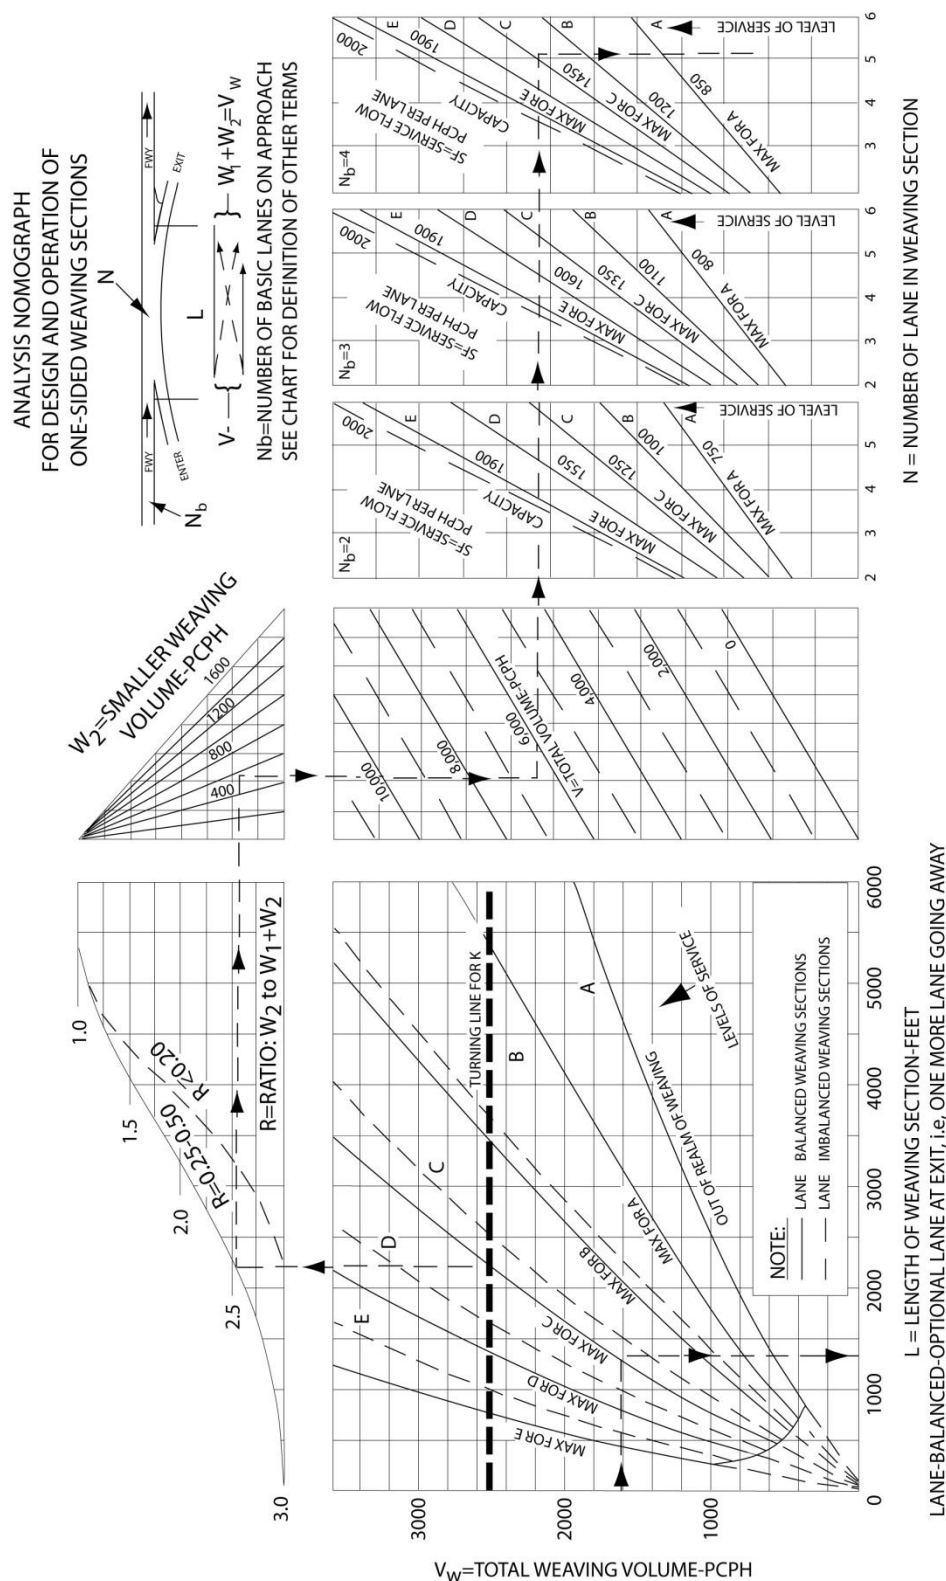 ANALYSIS NOMOGRAPH
FOR DESIGN AND OPERATION OF
ONE-SIDED WEAVING SECTIONS
N
FWY
FWY
Nb
ENTER
EXIT
L
V- W1+W2=VW
Nb=NUMBER OF BASIC LANES ON APPROACH
SEE CHART FOR DEFINITION OF OTHER TERMS
W2=SMALLER WEAVING
VOLUME-PCPH
400
800
1200
1600
1.0
1.5
2.0
2.5
3.0
R=0.25-0.50
R<0.20
R=RATIO: W2 to W1+W2
VW=TOTAL WEAVING VOLUME-PCPH
3000
2000
1000
TURNING LINE FOR K
E
D
C
B
A
MAX FOR E
MAX FOR D
MAX FOR C
MAX FOR B
MAX FOR A
OUT OF REALM OF WEAVING
LEVELS OF SERVICE
NOTE:
LANE BALANCED WEAVING SECTIONS
LANE IMBALANCED WEAVING SECTIONS
0
1000
2000
3000
4000
5000
6000
L = LENGTH OF WEAVING SECTION-FEET
LANE-BALANCED-OPTIONAL LANE AT EXIT, i.e, ONE MORE LANE GOING AWAY
10.000
8.000
6.000
V=TOTAL VOLUME-PCPH
4.000
2.000
0
Nb=2
SF=SERVICE FLOW
PCPH PER LANE
CAPACITY
MAX FOR E
MAX FOR C
MAX FOR A
2000
1900
1550
1250
1000
750
E
D
C
B
A
LEVEL OF SERVICE
2
3
4
5
Nb=3
SF=SERVICE FLOW
PCPH PER LANE
CAPACITY
MAX FOR E
MAX FOR C
MAX FOR A
2000
1900
1600
1350
1100
800
E
D
C
B
A
LEVEL OF SERVICE
2
3
4
5
6
Nb=4
SF=SERVICE FLOW
PCPH PER LANE
CAPACITY
MAX FOR E
MAX FOR C
MAX FOR A
2000
1900
1450
1200
850
E
D
C
B
A
LEVEL OF SERVICE
3
4
5
6
N = NUMBER OF LANE IN WEAVING SECTION